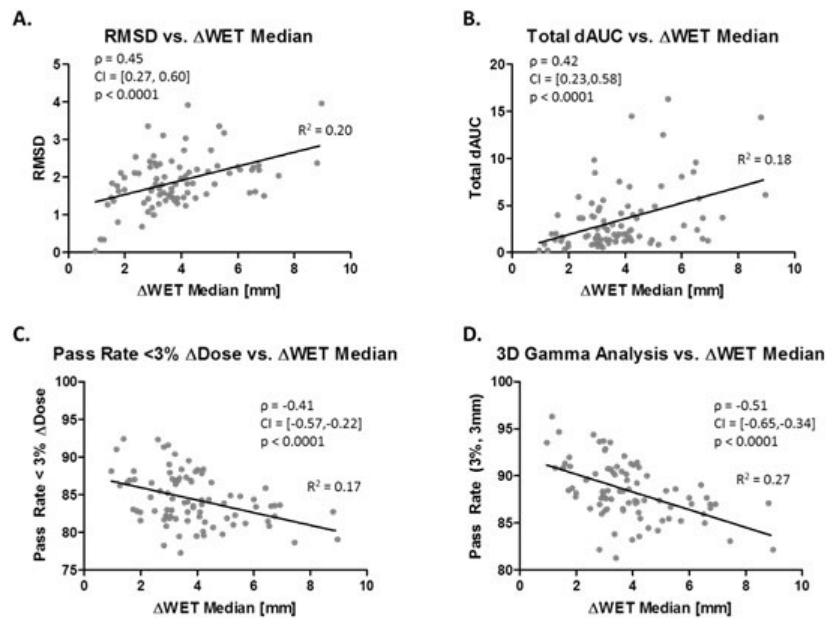 A.
RMSD vs. ΔWET Median
ρ = 0.45
CI = [0.27, 0.60]
p < 0.0001
R² = 0.20
RMSD
5
4
3
2
1
0
0 2 4 6 8 10
ΔWET Median [mm]
B.
Total dAUC vs. ΔWET Median
ρ = 0.42
CI = [0.23,0.58]
p < 0.0001
R² = 0.18
Total dAUC
20
15
10
5
0
0 2 4 6 8 10
ΔWET Median [mm]
C.
Pass Rate <3% ΔDose vs. ΔWET Median
ρ = -0.41
CI = [-0.57,-0.22]
p < 0.0001
R² = 0.17
Pass Rate < 3% ΔDose
100
95
90
85
80
75
0 2 4 6 8 10
ΔWET Median [mm]
D.
3D Gamma Analysis vs. ΔWET Median
ρ = -0.51
CI = [-0.65,-0.34]
p < 0.0001
R² = 0.27
Pass Rate (3%, 3mm)
100
95
90
85
80
0 2 4 6 8 10
ΔWET Median [mm]